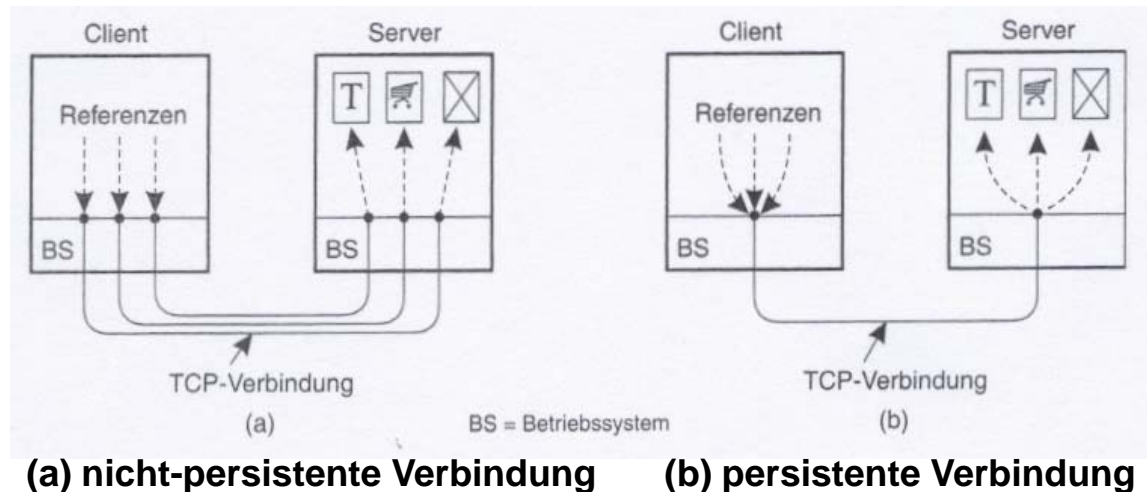 Client
Server
T
Referenzen
BS
BS
TCP-Verbindung
(a)
Client
Server
T
Referenzen
BS
BS
TCP-Verbindung
(b)
BS = Betriebssystem
(a) nicht-persistente Verbindung
(b) persistente Verbindung